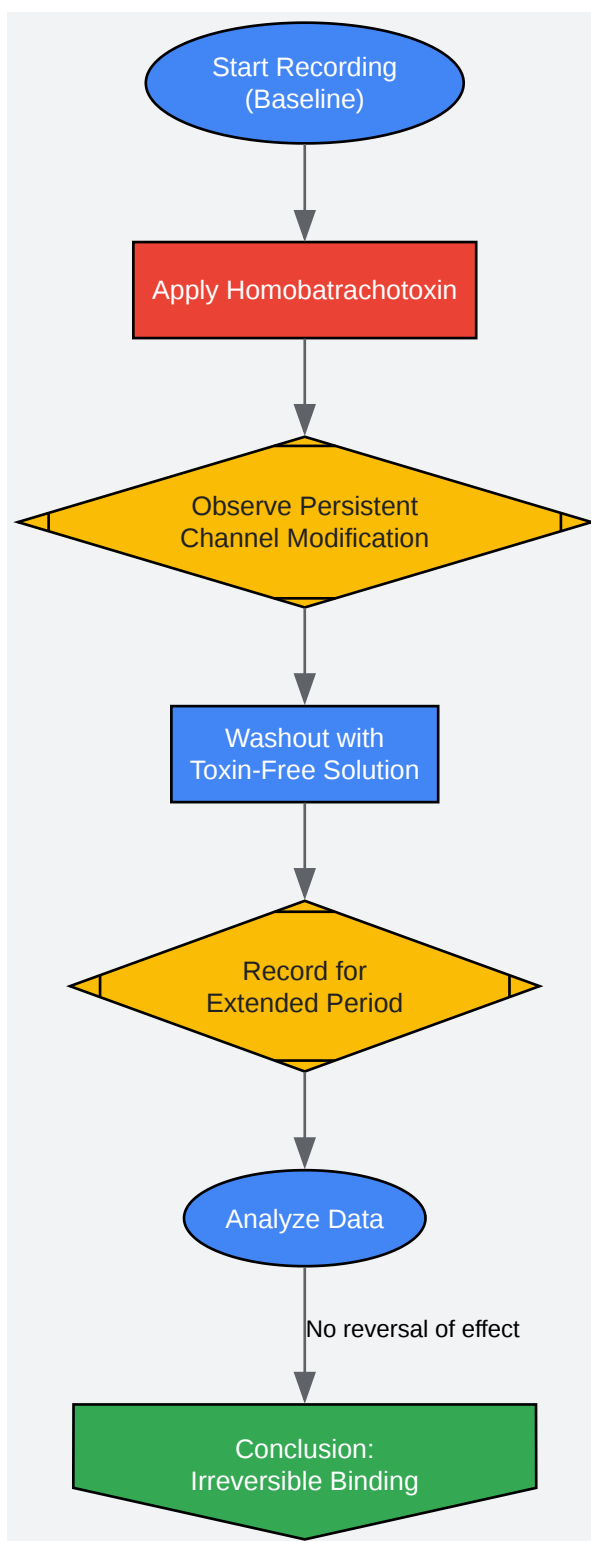 Start Recording
(Baseline)
Apply Homobatrachotoxin
Observe Persistent
Channel Modification
Washout with
Toxin-Free Solution
Record for
Extended Period
Analyze Data
No reversal of effect
Conclusion:
Irreversible Binding